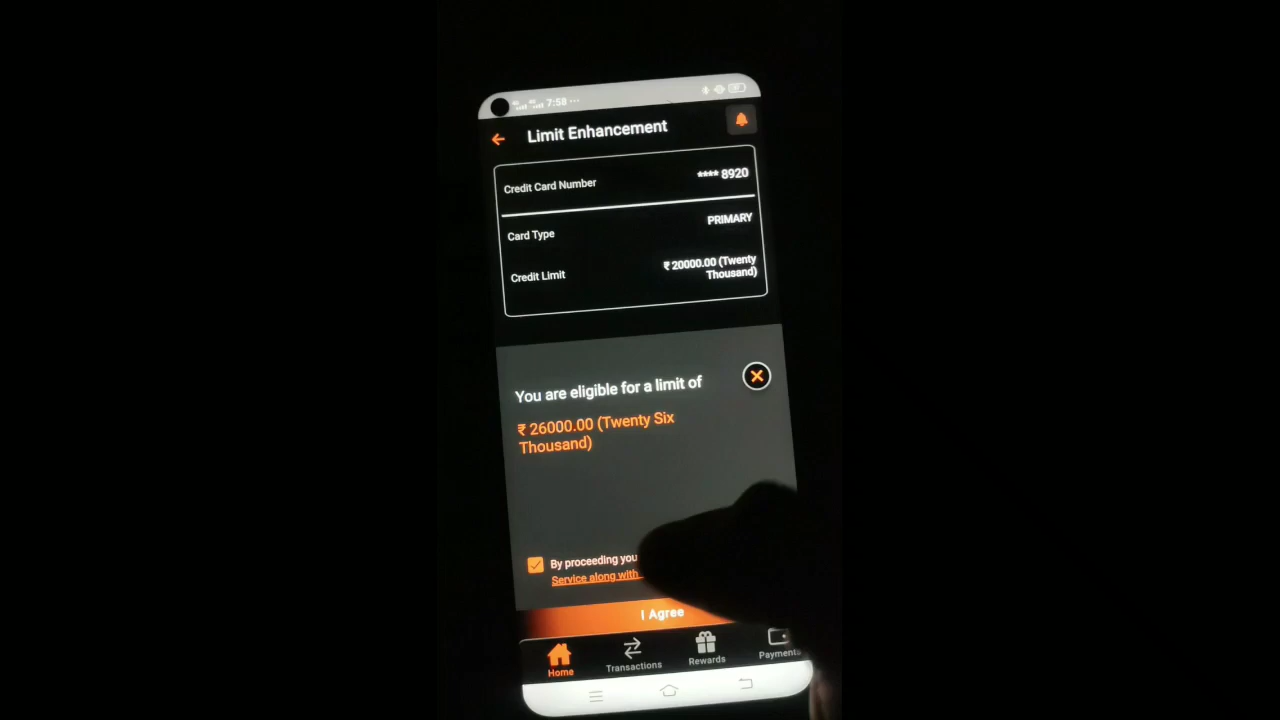 7:58
Limit Enhancement
Credit Card Number **** 8920
Card Type PRIMARY
Credit Limit ₹ 20000.00 (Twenty
Thousand)
You are eligible for a limit of
₹ 26000.00 (Twenty Six
Thousand)
By proceeding you
Service along with
I Agree
Home Transactions Rewards Payments